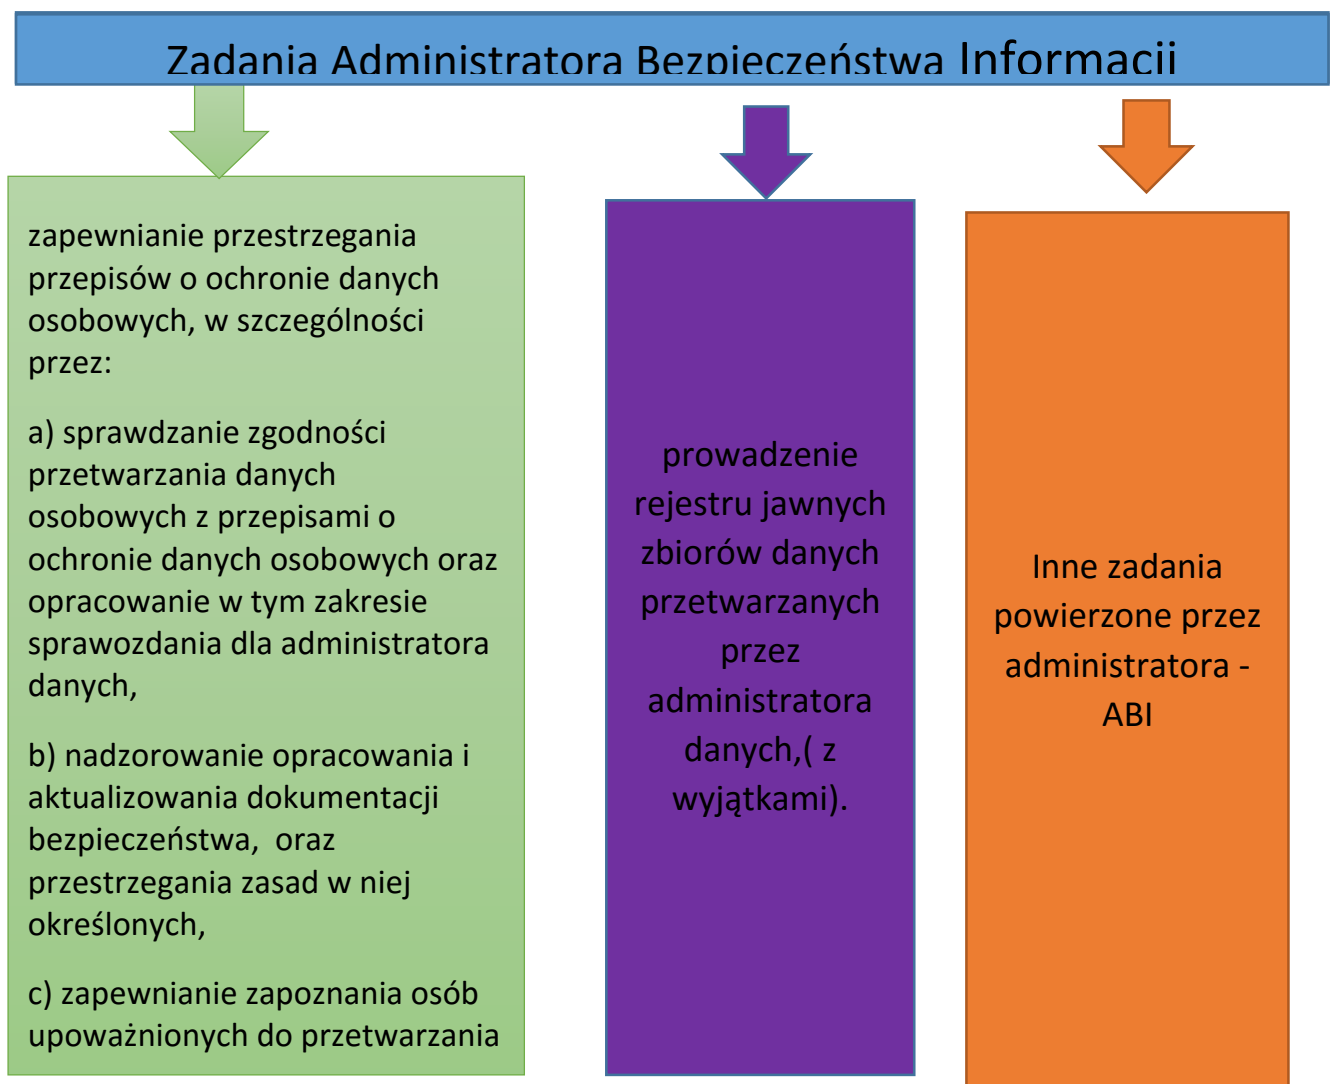 Zadania Administratora Bezpieczeństwa Informacji
zapewnianie przestrzegania
przepisów o ochronie danych
osobowych, w szczególności
przez:
a) sprawdzanie zgodności
przetwarzania danych
osobowych z przepisami o
ochronie danych osobowych oraz
opracowanie w tym zakresie
sprawozdania dla administratora
danych,
b) nadzorowanie opracowania i
aktualizowania dokumentacji
bezpieczeństwa,  oraz
przestrzegania zasad w niej
określonych,
c) zapewnianie zapoznania osób
upoważnionych do przetwarzania
prowadzenie
rejestru jawnych
zbiorów danych
przetwarzanych
przez
administratora
danych,( z
wyjątkami).
Inne zadania
powierzone przez
administratora -
ABI